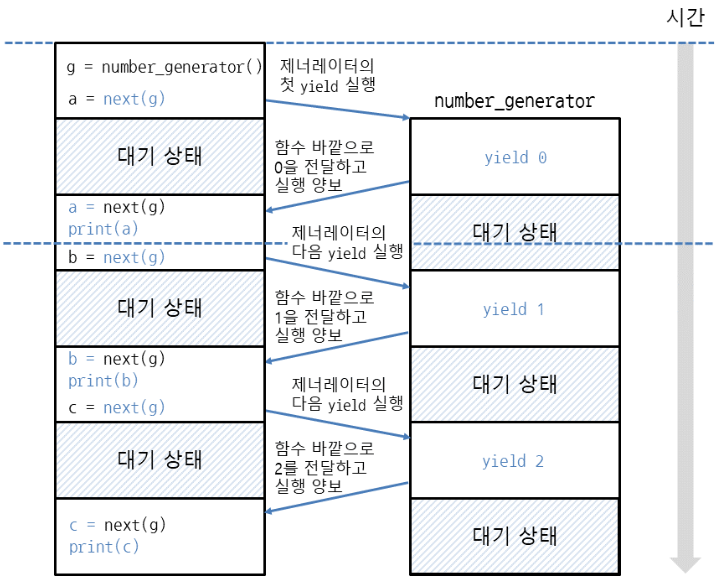 시간
g = number_generator()
a = next(g)
제너레이터의
첫 yield 실행
number_generator
대기 상태
함수 바깥으로
0을 전달하고
실행 양보
yield 0
a = next(g)
print(a)
대기 상태
b = next(g)
제너레이터의
다음 yield 실행
대기 상태
함수 바깥으로
1을 전달하고
실행 양보
yield 1
b = next(g)
print(b)
대기 상태
c = next(g)
제너레이터의
다음 yield 실행
대기 상태
함수 바깥으로
2를 전달하고
실행 양보
yield 2
c = next(g)
print(c)
대기 상태